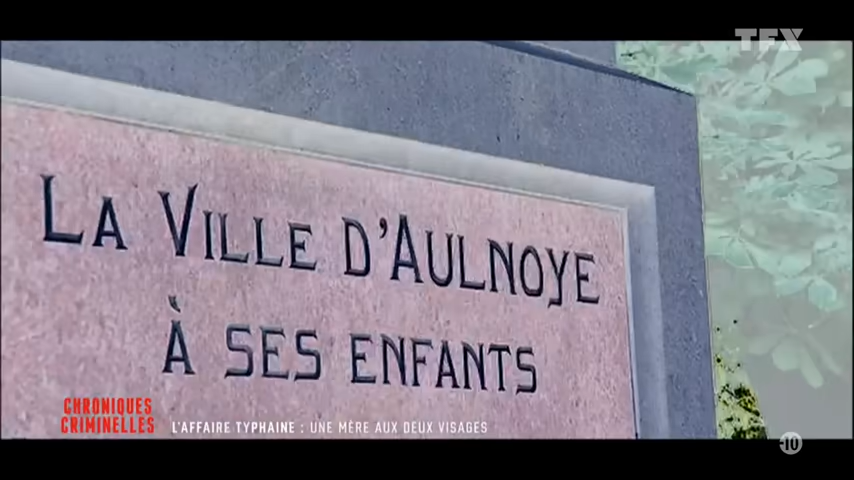 TFX
LA VILLE D'AULNOYE
À SES ENFANTS
CHRONIQUES
CRIMINELLES
L'AFFAIRE TYPHAINE : UNE MÈRE AUX DEUX VISAGES
-10